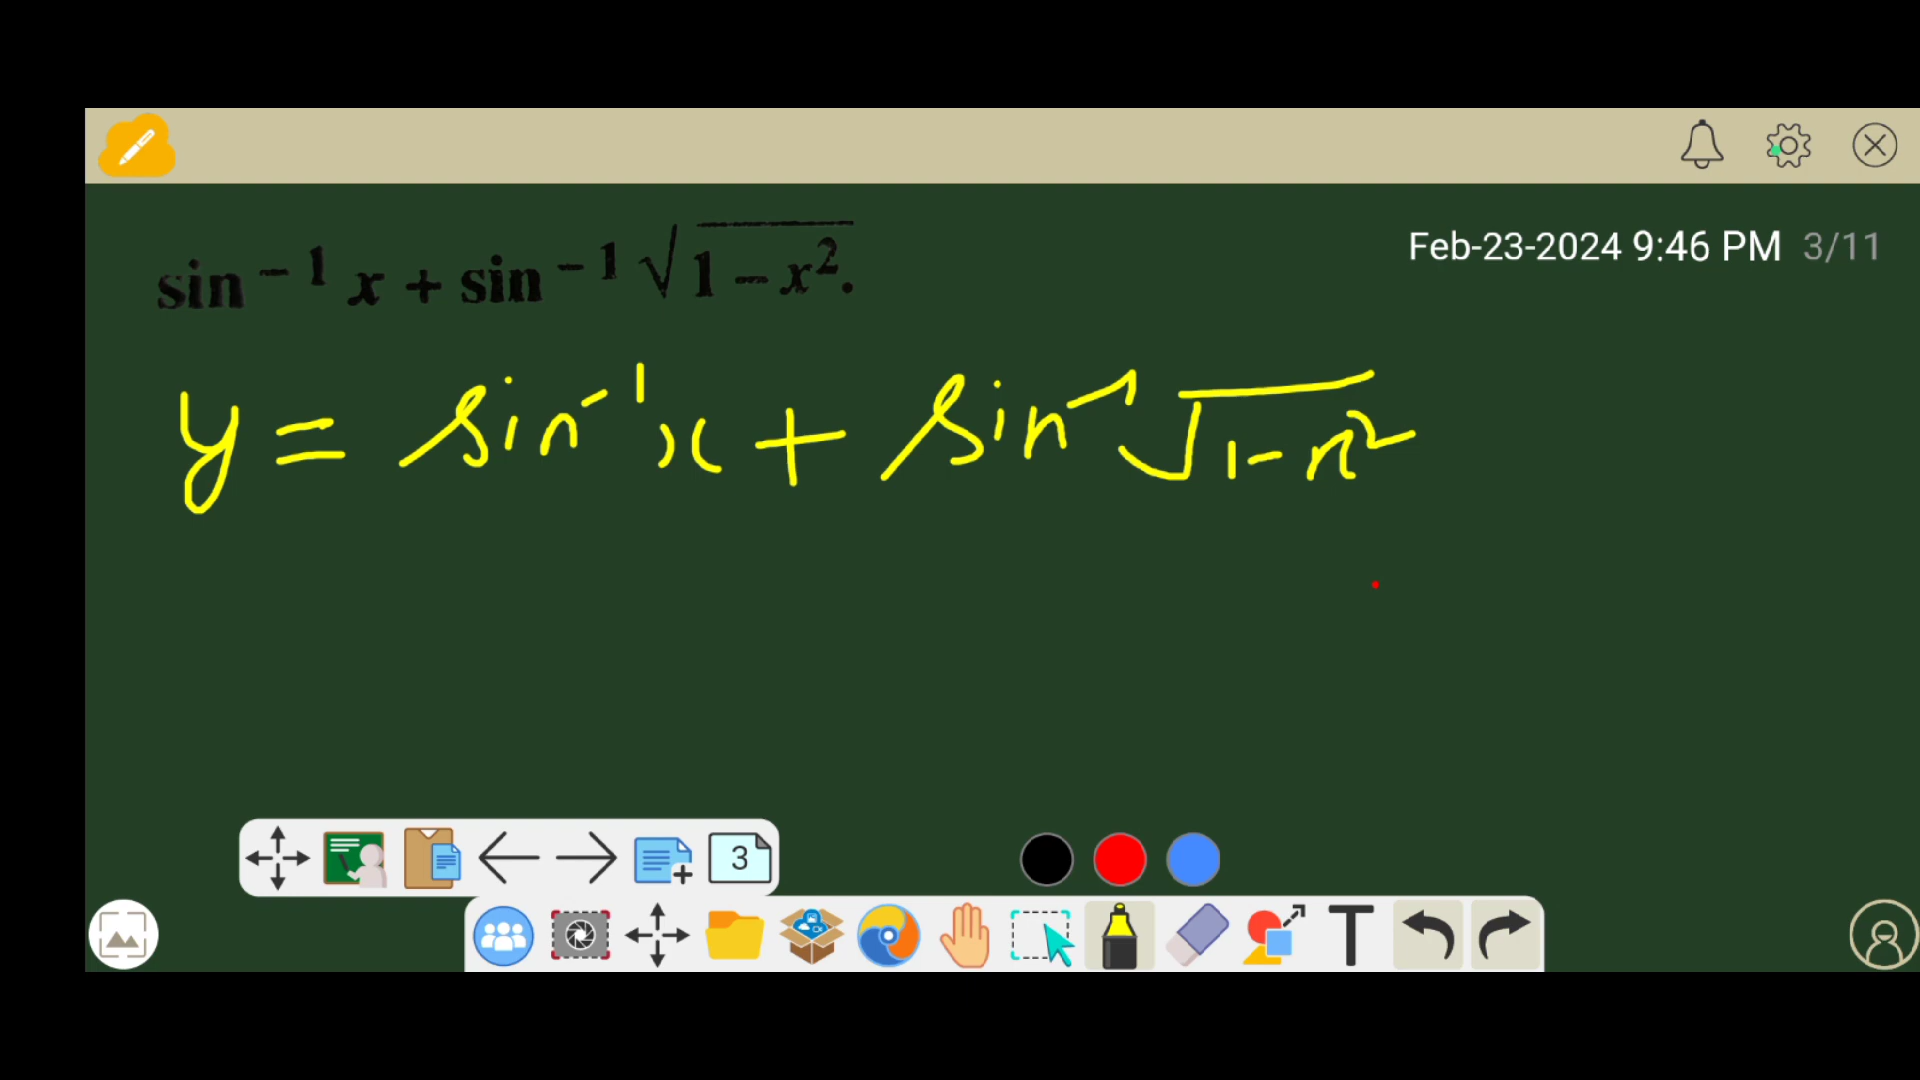 Feb-23-2024 9:46 PM 3/11
sin⁻¹ x + sin⁻¹ √1 − x².
y = sin⁻¹x + sin⁻¹ √1-x²
3
T